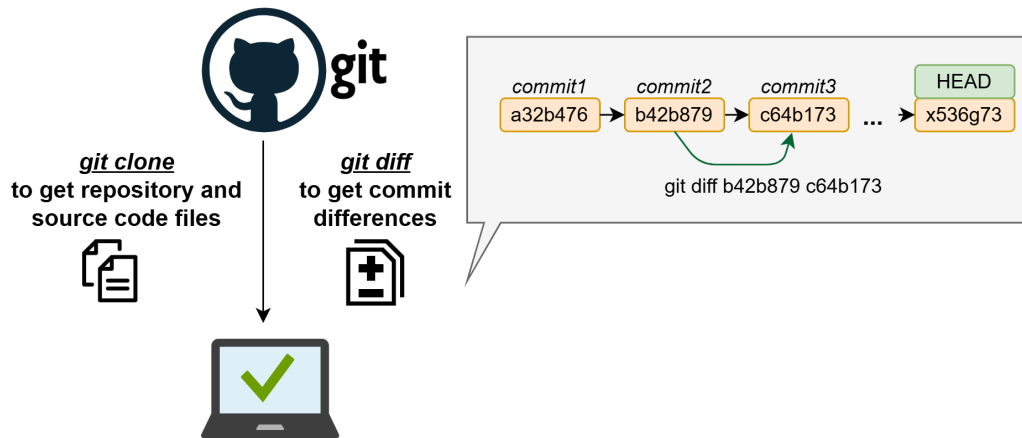 git
git clone
to get repository and
source code files
git diff
to get commit
differences
commit1
commit2
commit3
HEAD
a32b476
b42b879
c64b173
...
x536g73
git diff b42b879 c64b173